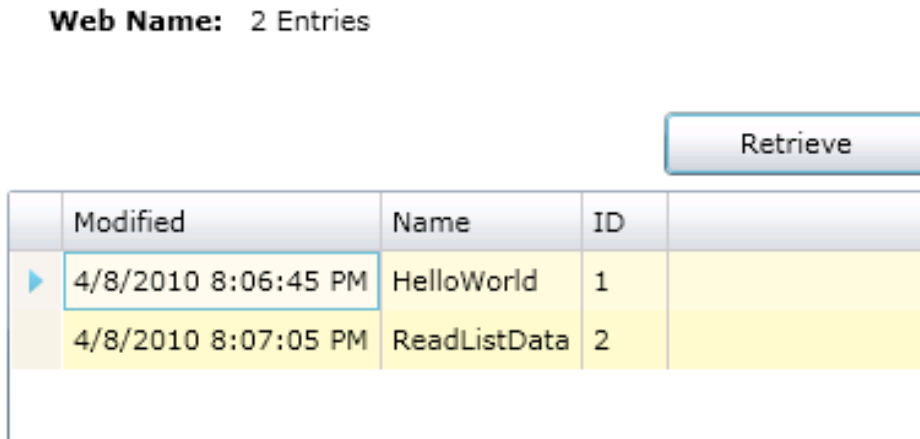 Web Name: 2 Entries
Retrieve
Modified Name ID
4/8/2010 8:06:45 PM HelloWorld 1
4/8/2010 8:07:05 PM ReadListData 2